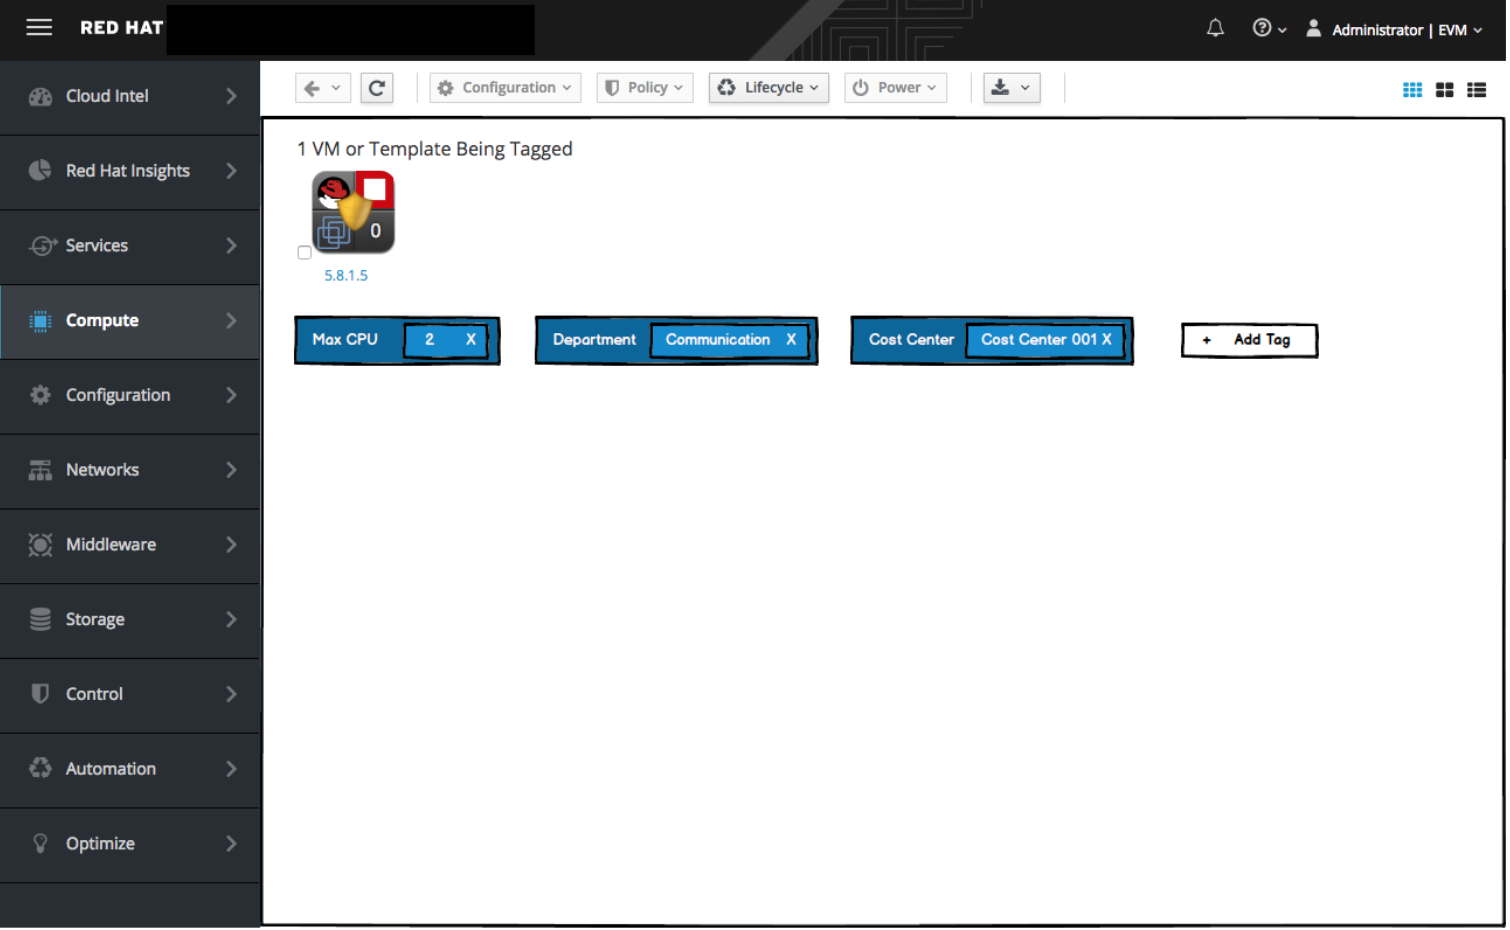 RED HAT
Administrator | EVM
Cloud Intel
Red Hat Insights
Services
Compute
Configuration
Networks
Middleware
Storage
Control
Automation
Optimize
Configuration Policy Lifecycle Power
1 VM or Template Being Tagged
0
5.8.1.5
Max CPU 2 X Department Communication X Cost Center Cost Center 001 X + Add Tag